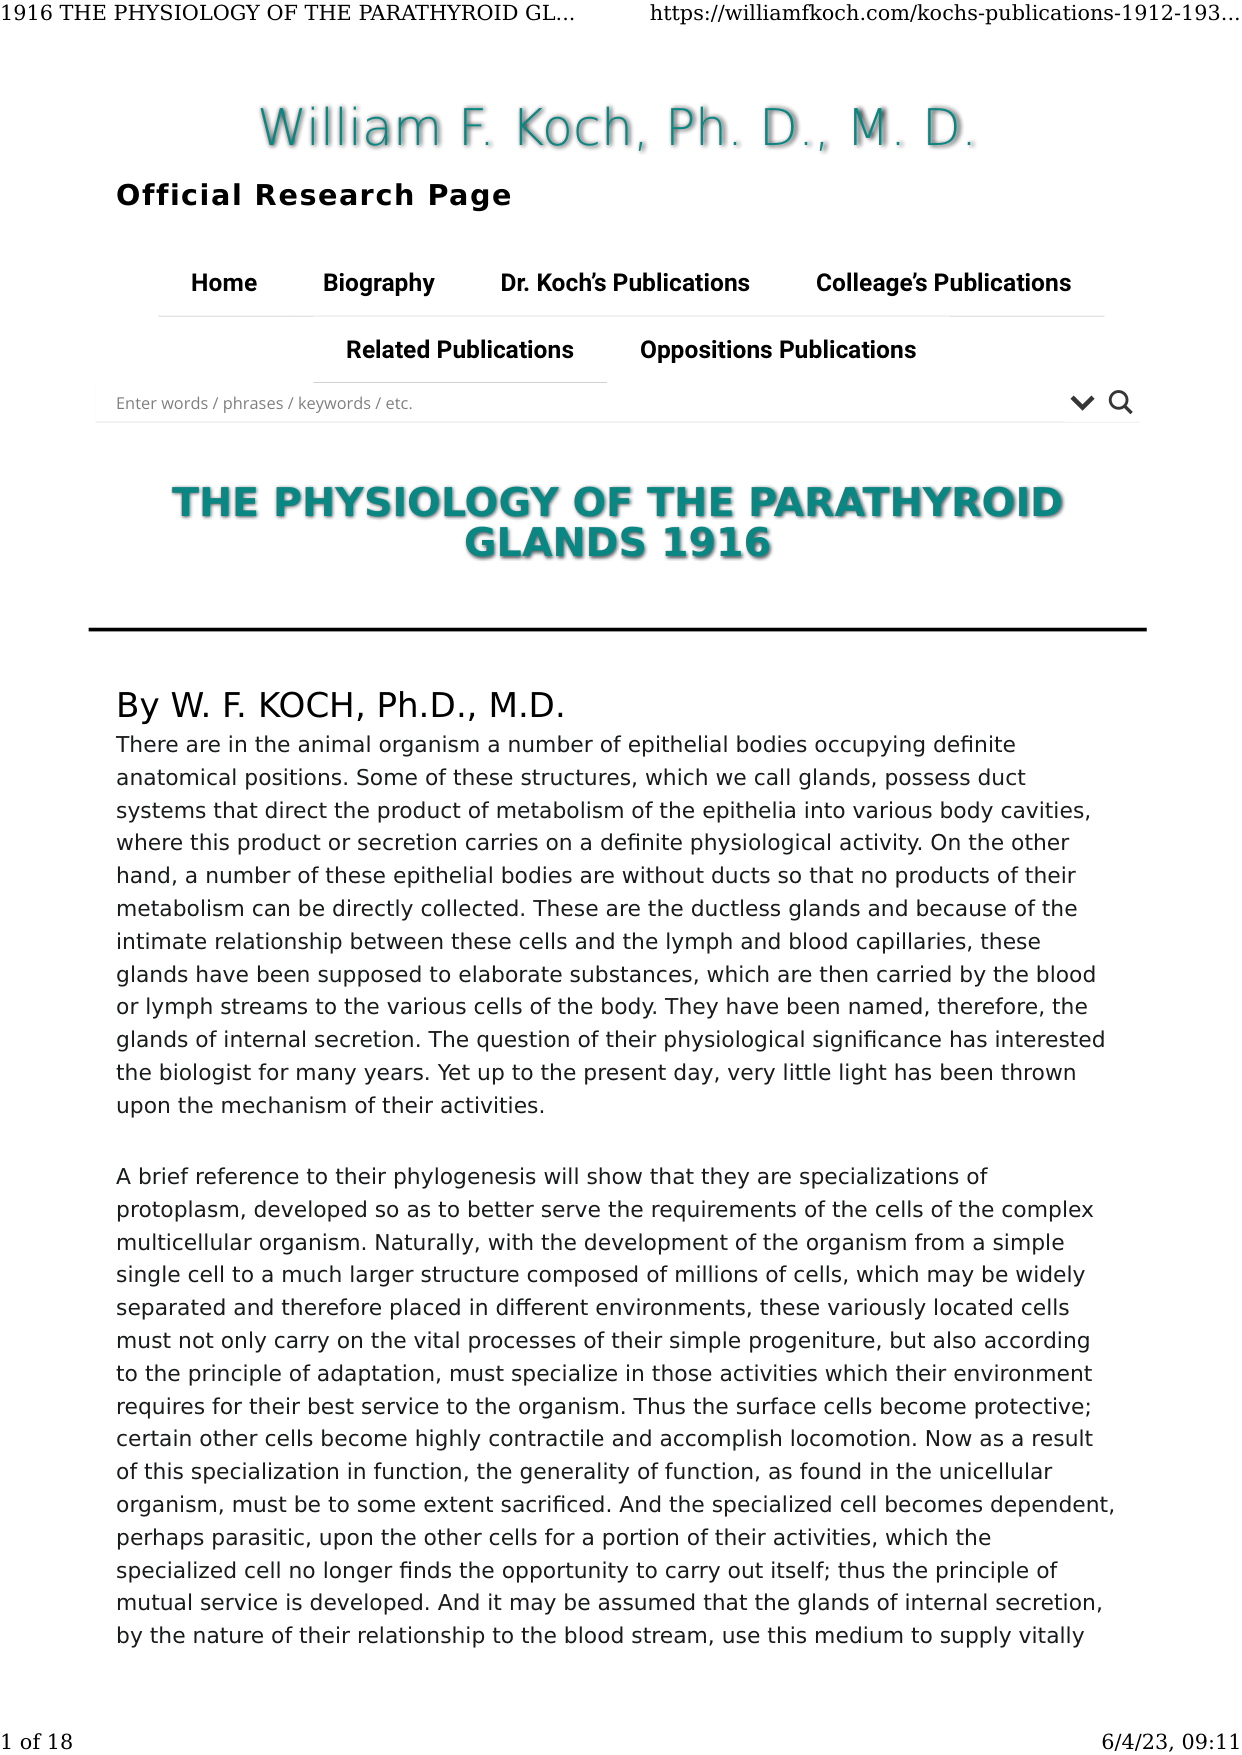 1916 THE PHYSIOLOGY OF THE PARATHYROID GL...
https://williamfkoch.com/kochs-publications-1912-193...
William F. Koch, Ph. D., M. D.
Official Research Page
Home Biography Dr. Koch’s Publications Colleage’s Publications
Related Publications Oppositions Publications
Enter words / phrases / keywords / etc.
THE PHYSIOLOGY OF THE PARATHYROID
GLANDS 1916
By W. F. KOCH, Ph.D., M.D.
There are in the animal organism a number of epithelial bodies occupying definite
anatomical positions. Some of these structures, which we call glands, possess duct
systems that direct the product of metabolism of the epithelia into various body cavities,
where this product or secretion carries on a definite physiological activity. On the other
hand, a number of these epithelial bodies are without ducts so that no products of their
metabolism can be directly collected. These are the ductless glands and because of the
intimate relationship between these cells and the lymph and blood capillaries, these
glands have been supposed to elaborate substances, which are then carried by the blood
or lymph streams to the various cells of the body. They have been named, therefore, the
glands of internal secretion. The question of their physiological significance has interested
the biologist for many years. Yet up to the present day, very little light has been thrown
upon the mechanism of their activities.
A brief reference to their phylogenesis will show that they are specializations of
protoplasm, developed so as to better serve the requirements of the cells of the complex
multicellular organism. Naturally, with the development of the organism from a simple
single cell to a much larger structure composed of millions of cells, which may be widely
separated and therefore placed in different environments, these variously located cells
must not only carry on the vital processes of their simple progeniture, but also according
to the principle of adaptation, must specialize in those activities which their environment
requires for their best service to the organism. Thus the surface cells become protective;
certain other cells become highly contractile and accomplish locomotion. Now as a result
of this specialization in function, the generality of function, as found in the unicellular
organism, must be to some extent sacrificed. And the specialized cell becomes dependent,
perhaps parasitic, upon the other cells for a portion of their activities, which the
specialized cell no longer finds the opportunity to carry out itself; thus the principle of
mutual service is developed. And it may be assumed that the glands of internal secretion,
by the nature of their relationship to the blood stream, use this medium to supply vitally
1 of 18
6/4/23, 09:11